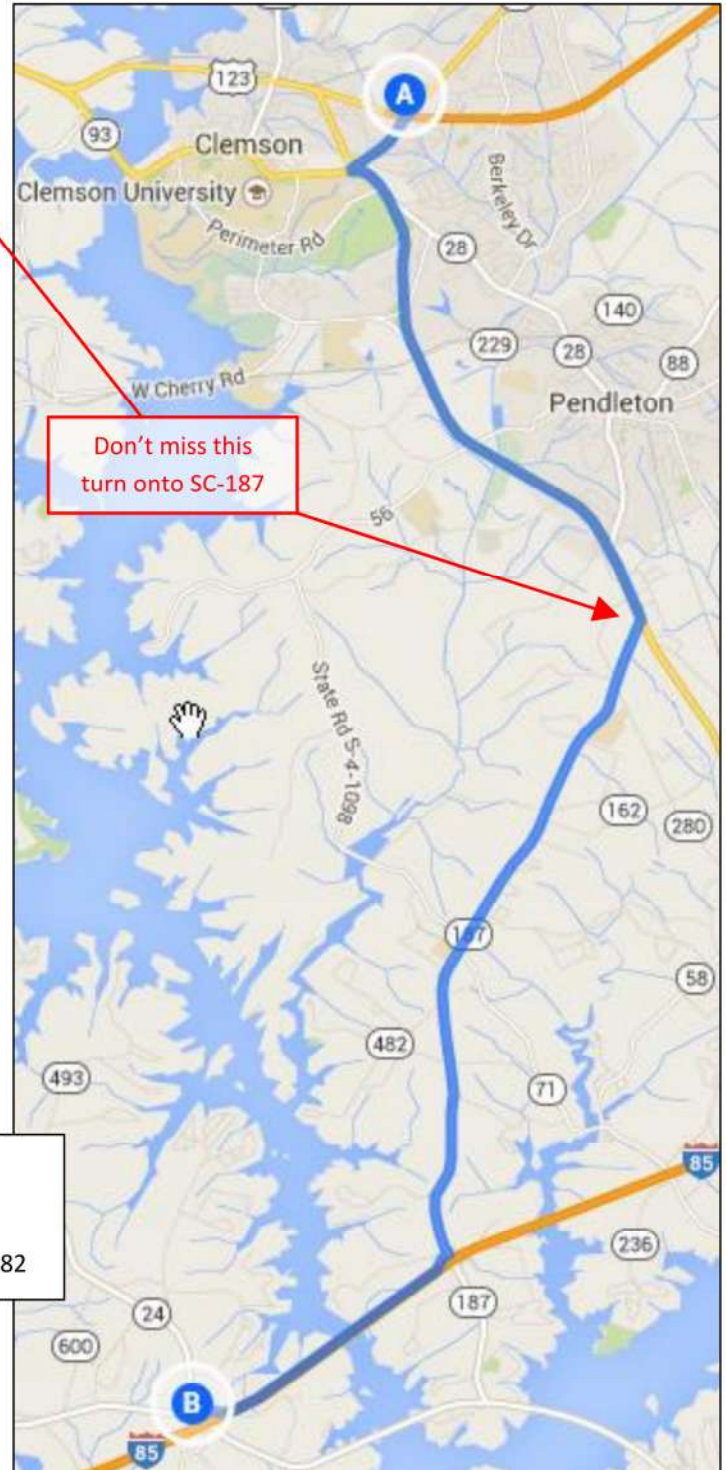 123
A
93
Clemson
Clemson University
Berkeley Dr
Perimeter Rd
28
140
229
28
88
W Cherry Rd
Pendleton
Don't miss this
turn onto SC-187
56
State Rd S-4-1098
162
280
187
58
482
493
71
85
82
236
187
24
600
B
85